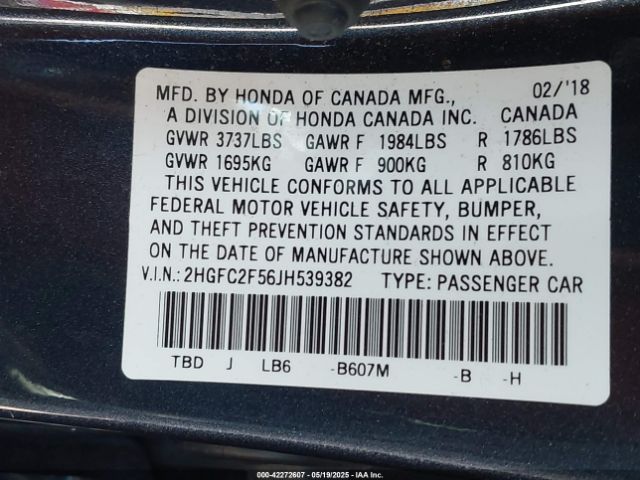 MFD. BY HONDA OF CANADA MFG., 02/'18
A DIVISION OF HONDA CANADA INC. CANADA
GVWR 3737LBS GAWR F 1984LBS R 1786LBS
GVWR 1695KG GAWR F 900KG R 810KG
THIS VEHICLE CONFORMS TO ALL APPLICABLE
FEDERAL MOTOR VEHICLE SAFETY, BUMPER,
AND THEFT PREVENTION STANDARDS IN EFFECT
ON THE DATE OF MANUFACTURE SHOWN ABOVE.
V.I.N.: 2HGFC2F56JH539382 TYPE: PASSENGER CAR
TBD J LB6 -B607M -B -H
000-42272607 - 05/19/2025 - IAA Inc.